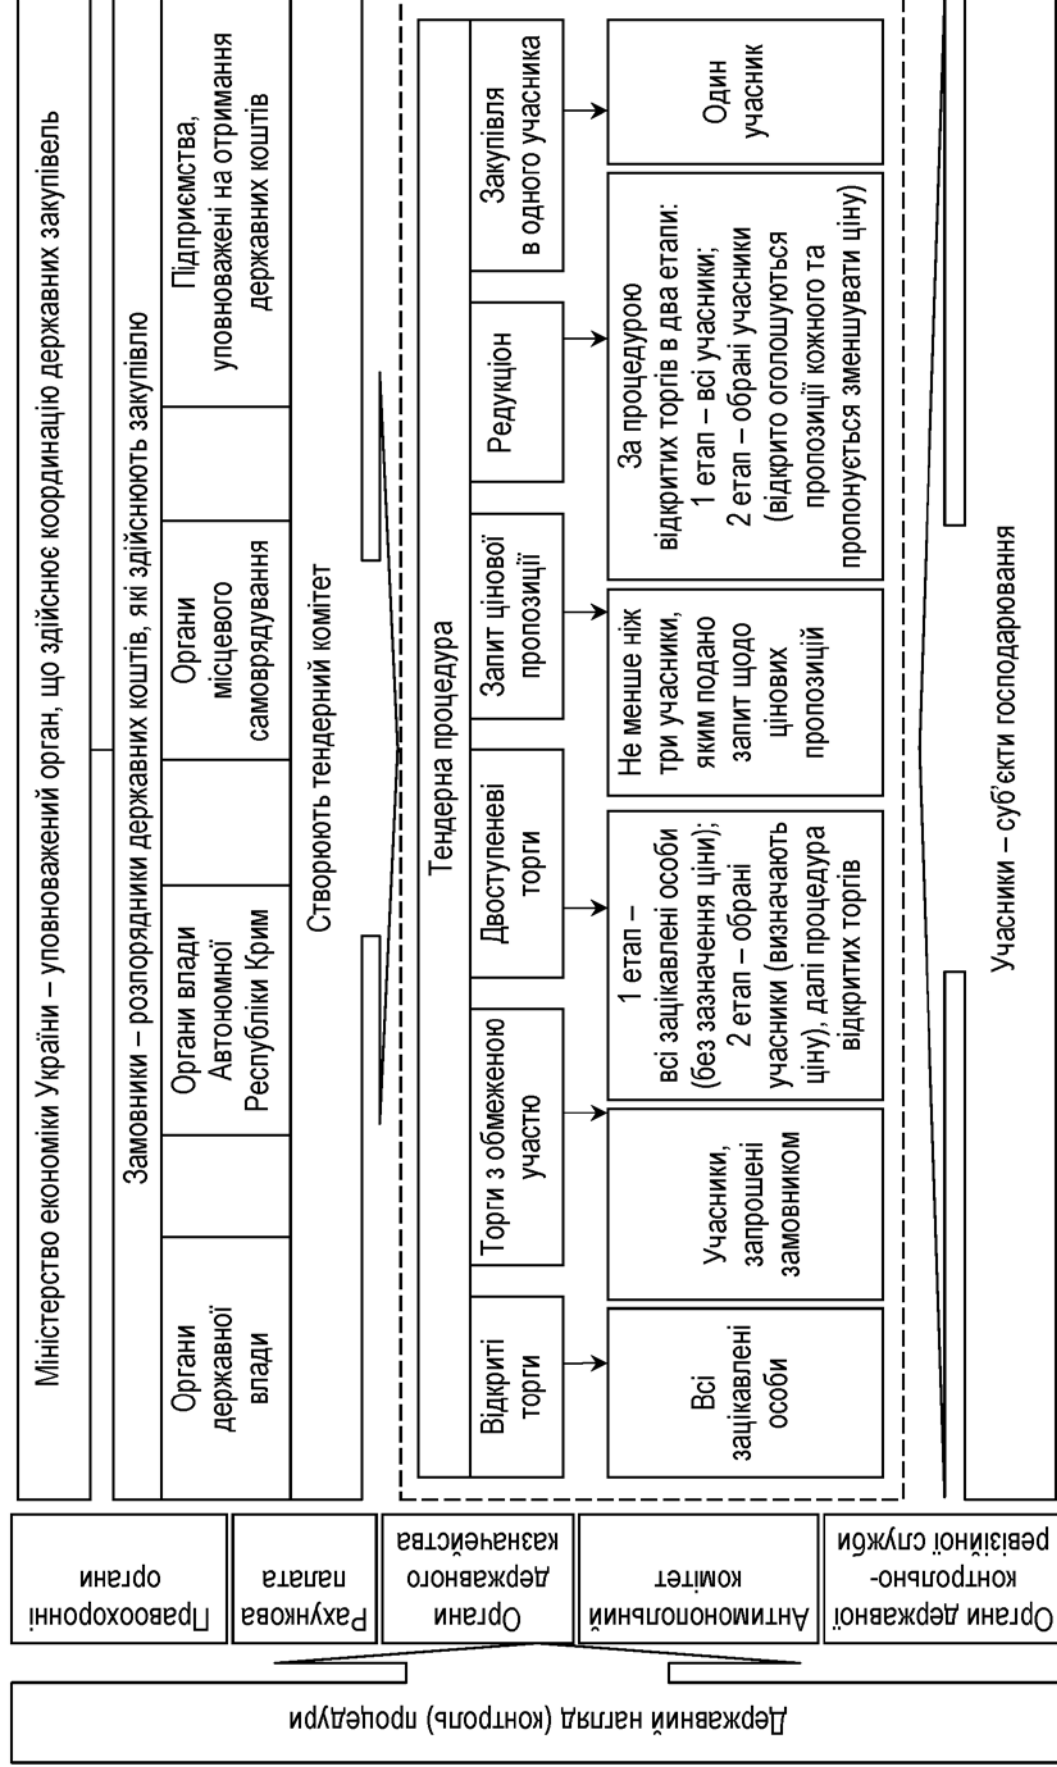 Міністерство економіки України – уповноважений орган, що здійснює координацію державних закупівель
Замовники – розпорядники державних коштів, які здійснюють закупівлю
Органи
державної
влади
Органи влади
Автономної
Республіки Крим
Органи
місцевого
самоврядування
Підприємства,
уповноважені на отримання
державних коштів
Створюють тендерний комітет
Тендерна процедура
Відкриті
торги
Торги з обмеженою
участю
Двоступеневі
торги
Запит цінової
пропозиції
Редукціон
Закупівля
в одного учасника
Всі
зацікавлені
особи
Учасники,
запрошені
замовником
1 етап –
всі зацікавлені особи
(без зазначення ціни);
2 етап – обрані
учасники (визначають
ціну), далі процедура
відкритих торгів
Не менше ніж
три учасники,
яким подано
запит щодо
цінових
пропозицій
За процедурою
відкритих торгів в два етапи:
1 етап – всі учасники;
2 етап – обрані учасники
(відкрито оголошуються
пропозиції кожного та
пропонується зменшувати ціну)
Один
учасник
Учасники – суб’єкти господарювання
Правоохоронні
органи
Рахункова
палата
Органи
державного
казначейства
Антимонопольний
комітет
Органи державної
контрольно-
ревізійної служби
Державний нагляд (контроль) процедури